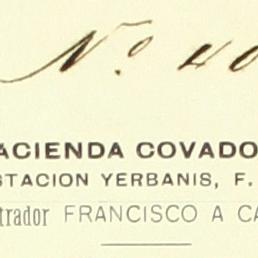 Nº 40
ACIENDA COVADO
STACION YERBANIS, F.
trador FRANCISCO A CA